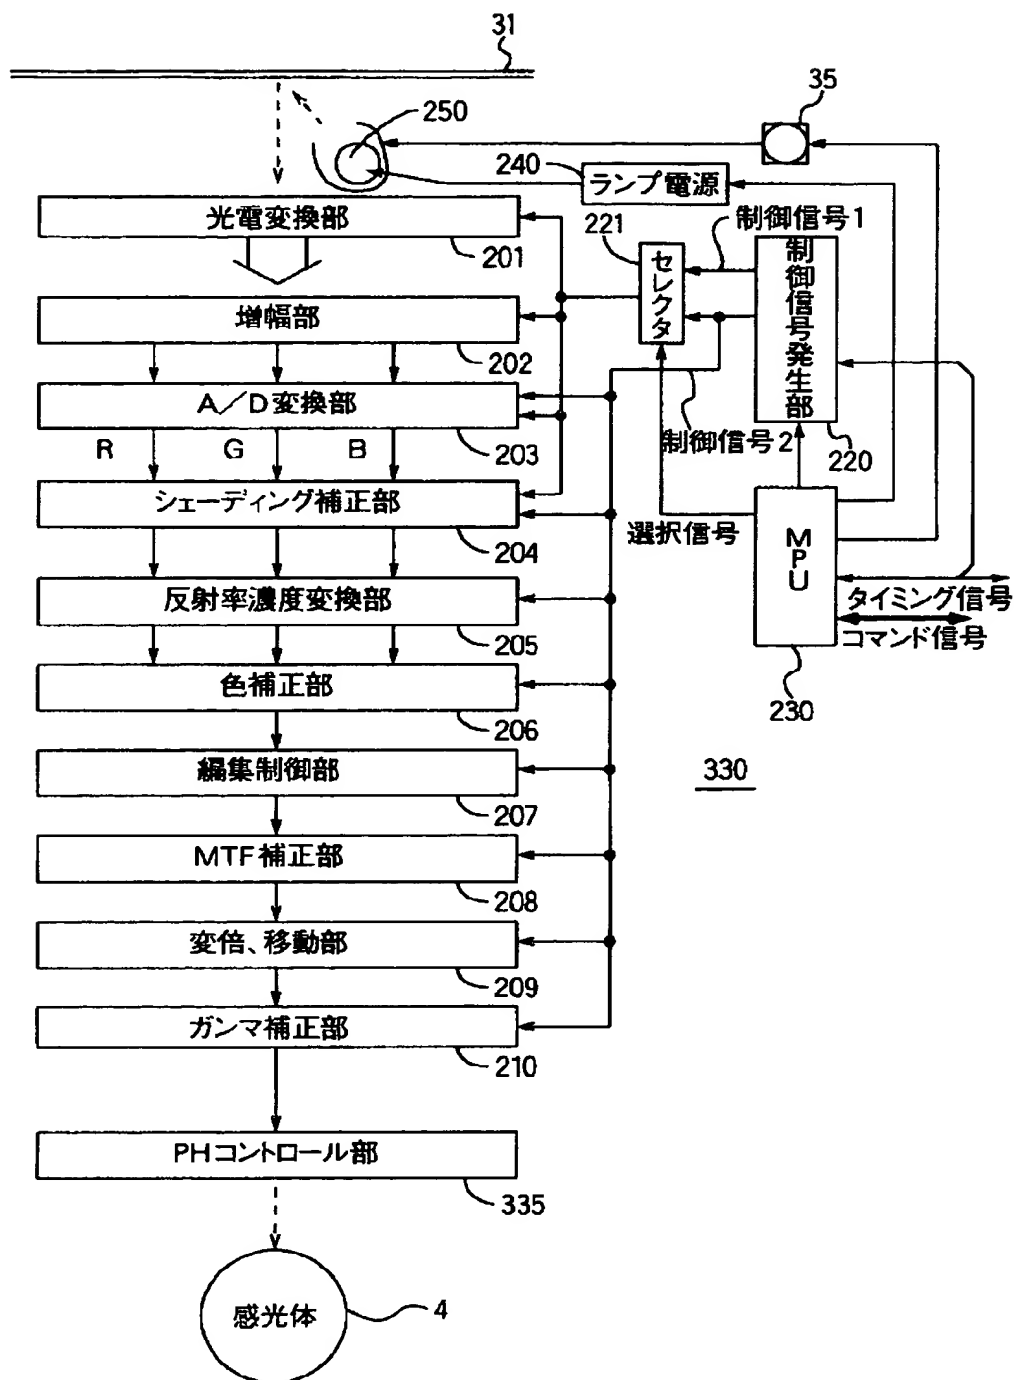 31
35
250
240
ランプ電源
光電変換部
201
221
セレクタ
制御信号1
制御信号発生部
増幅部
202
A/D変換部
203
R G B
制御信号2
220
シェーディング補正部
204
選択信号
MPU
タイミング信号
コマンド信号
230
反射率濃度変換部
205
色補正部
206
編集制御部
207
330
MTF補正部
208
変倍、移動部
209
ガンマ補正部
210
PHコントロール部
335
感光体
4